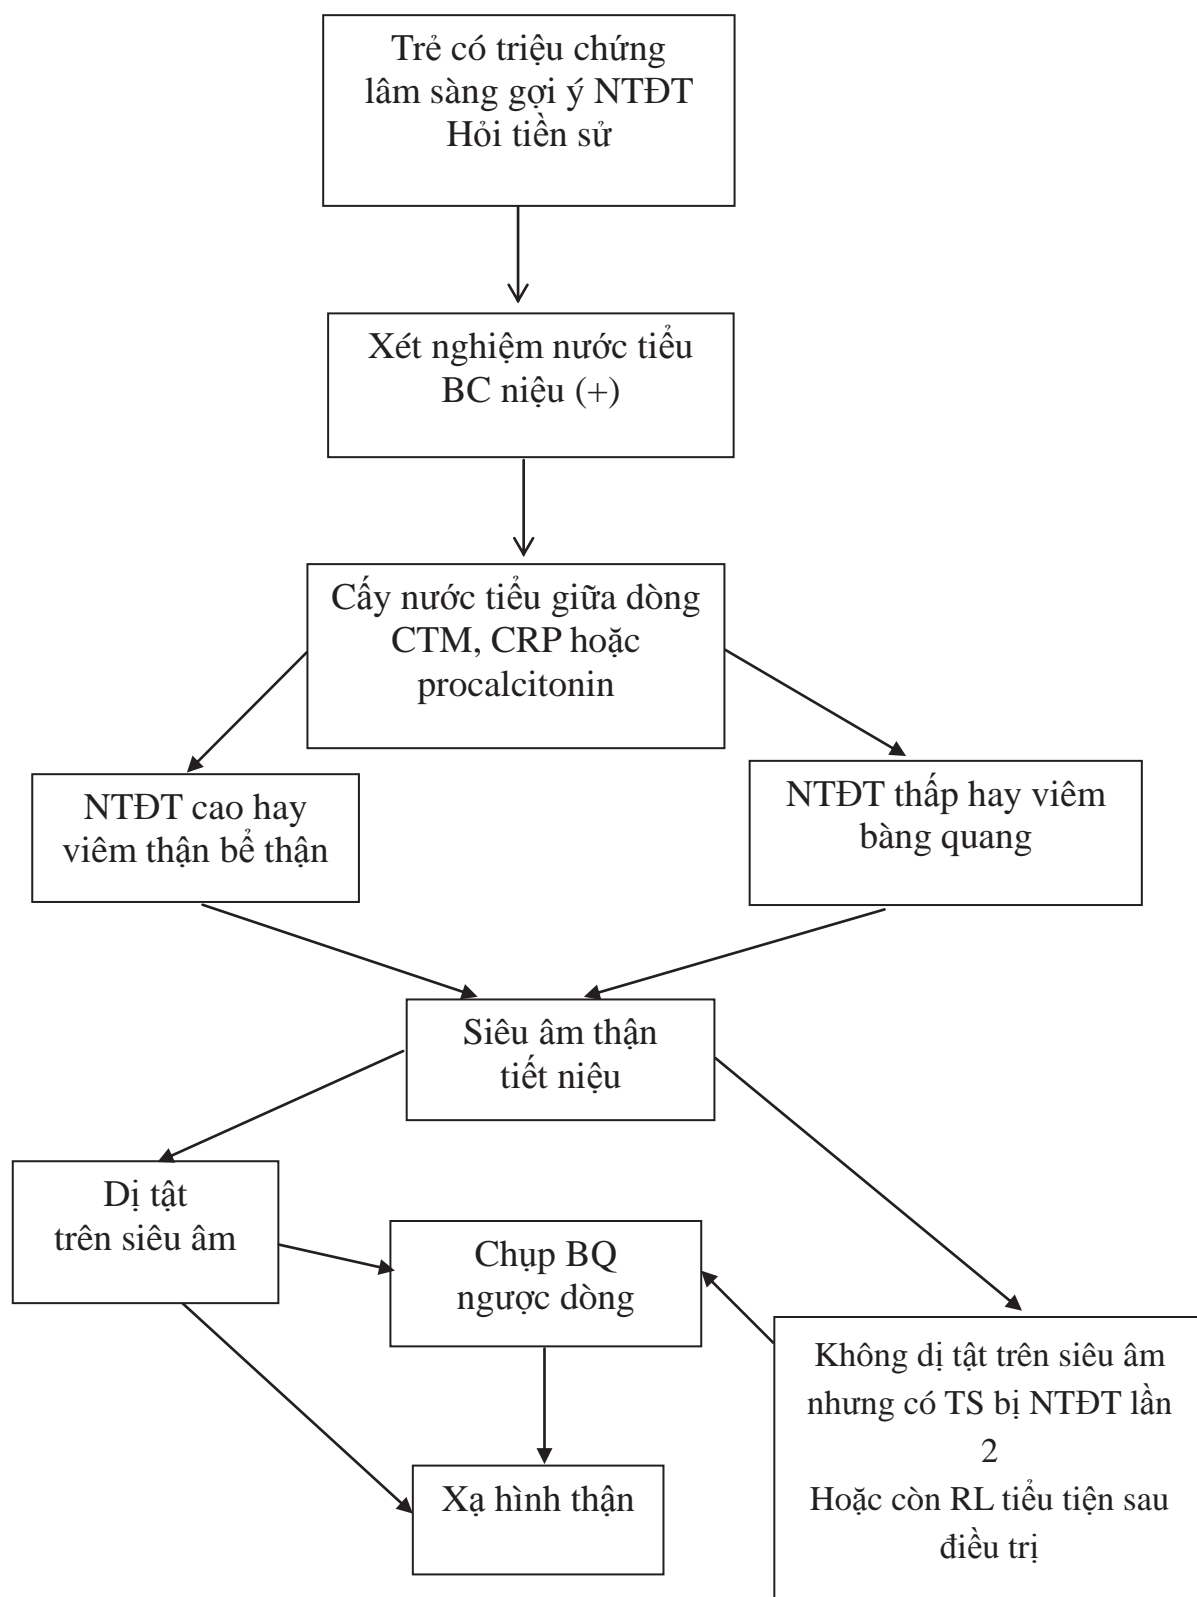 Trẻ có triệu chứng
lâm sàng gợi ý NTĐT
Hỏi tiền sử
Xét nghiệm nước tiểu
BC niệu (+)
Cấy nước tiểu giữa dòng
CTM, CRP hoặc
procalcitonin
NTĐT cao hay
viêm thận bể thận
NTĐT thấp hay viêm
bàng quang
Siêu âm thận
tiết niệu
Dị tật
trên siêu âm
Chụp BQ
ngược dòng
Không dị tật trên siêu âm
nhưng có TS bị NTĐT lần
2
Hoặc còn RL tiểu tiện sau
điều trị
Xạ hình thận